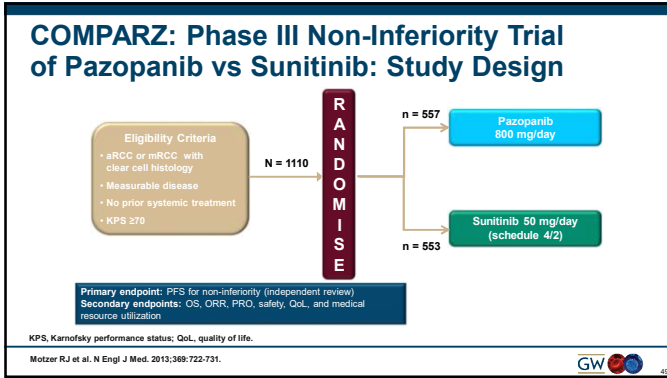 COMPARZ: Phase III Non-Inferiority Trial
of Pazopanib vs Sunitinib: Study Design
Eligibility Criteria
• aRCC or mRCC with
clear cell histology
• Measurable disease
• No prior systemic treatment
• KPS ≥70
N = 1110
R
A
N
D
O
M
I
S
E
n = 557
Pazopanib
800 mg/day
Sunitinib 50 mg/day
(schedule 4/2)
n = 553
Primary endpoint: PFS for non-inferiority (independent review)
Secondary endpoints: OS, ORR, PRO, safety, QoL, and medical
resource utilization
KPS, Karnofsky performance status; QoL, quality of life.
Motzer RJ et al. N Engl J Med. 2013;369:722-731.
GW
49